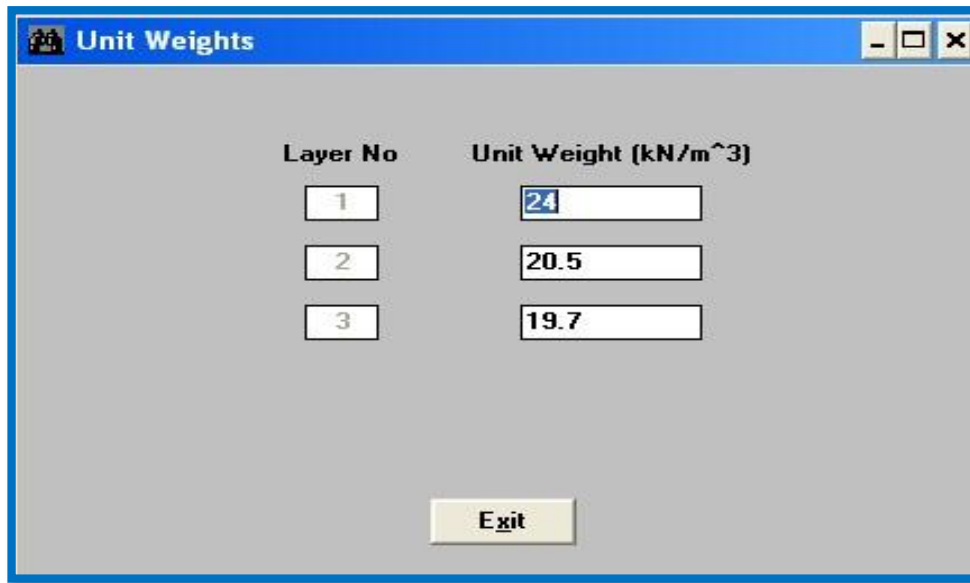 Unit Weights
Layer No Unit Weight (kN/m^3)
1 24
2 20.5
3 19.7
Exit